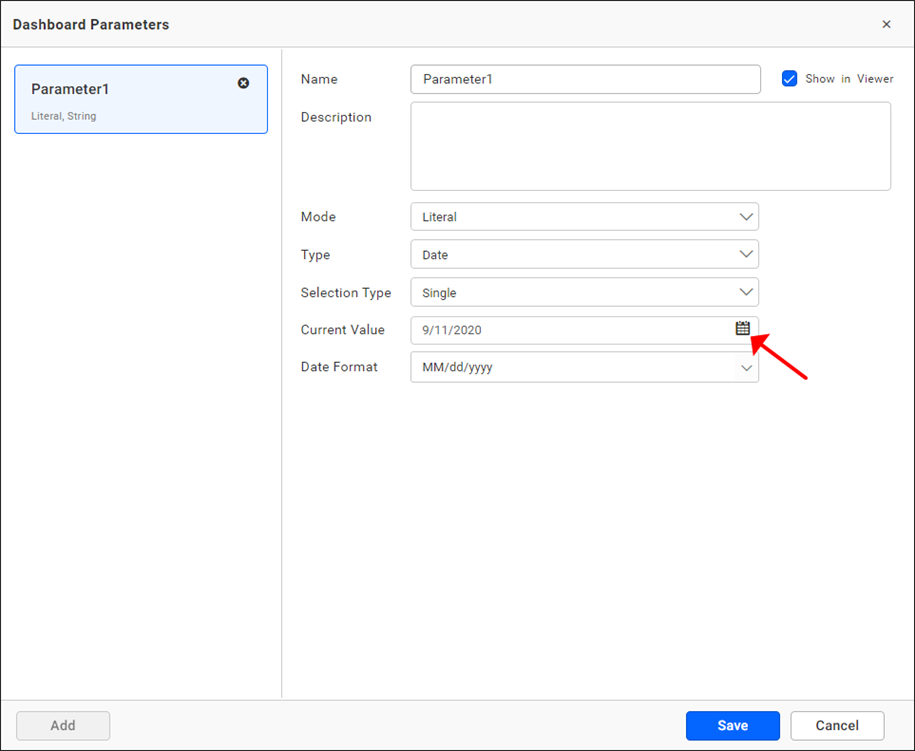 Dashboard Parameters
Parameter1
Literal, String
Name
Parameter1
Show in Viewer
Description
Mode
Literal
Type
Date
Selection Type
Single
Current Value
9/11/2020
Date Format
MM/dd/yyyy
Add
Save
Cancel